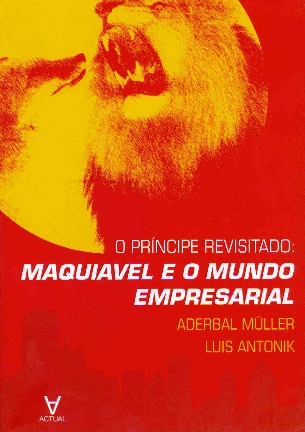 O PRÍNCIPE REVISITADO:
MAQUIAVEL E O MUNDO
EMPRESARIAL
ADERBAL MÜLLER
LUIS ANTONIK
ACTUAL